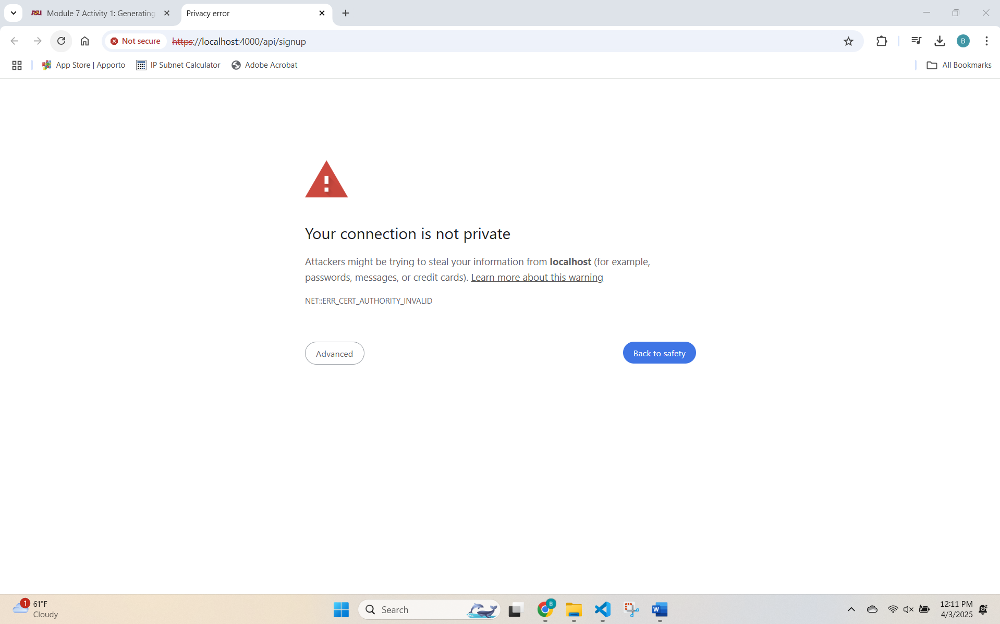 ASU Module 7 Activity 1: Generating
Privacy error
Not secure
https://localhost:4000/api/signup
B
App Store | Apporto
IP Subnet Calculator
Adobe Acrobat
All Bookmarks
!
Your connection is not private
Attackers might be trying to steal your information from localhost (for example,
passwords, messages, or credit cards). Learn more about this warning
NET::ERR_CERT_AUTHORITY_INVALID
Advanced
Back to safety
1
61°F
Cloudy
Search
B
W
12:11 PM
4/3/2025